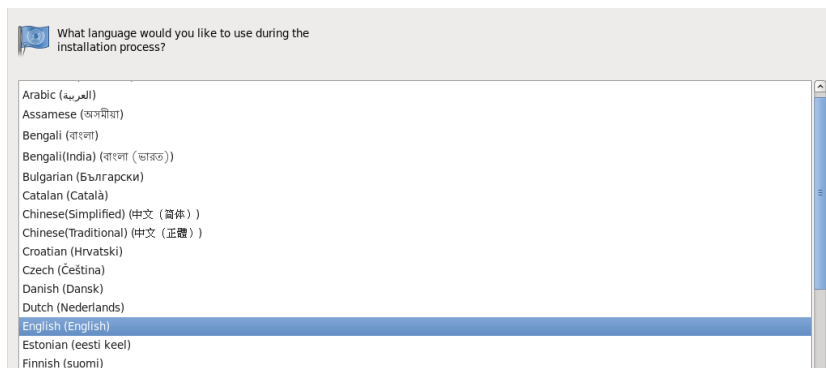 What language would you like to use during the
installation process?
Arabic (العربية)
Assamese (অসমীয়া)
Bengali (বাংলা)
Bengali(India) (বাংলা (ভারত))
Bulgarian (Български)
Catalan (Català)
Chinese(Simplified) (中文（简体）)
Chinese(Traditional) (中文（正體）)
Croatian (Hrvatski)
Czech (Čeština)
Danish (Dansk)
Dutch (Nederlands)
English (English)
Estonian (eesti keel)
Finnish (suomi)